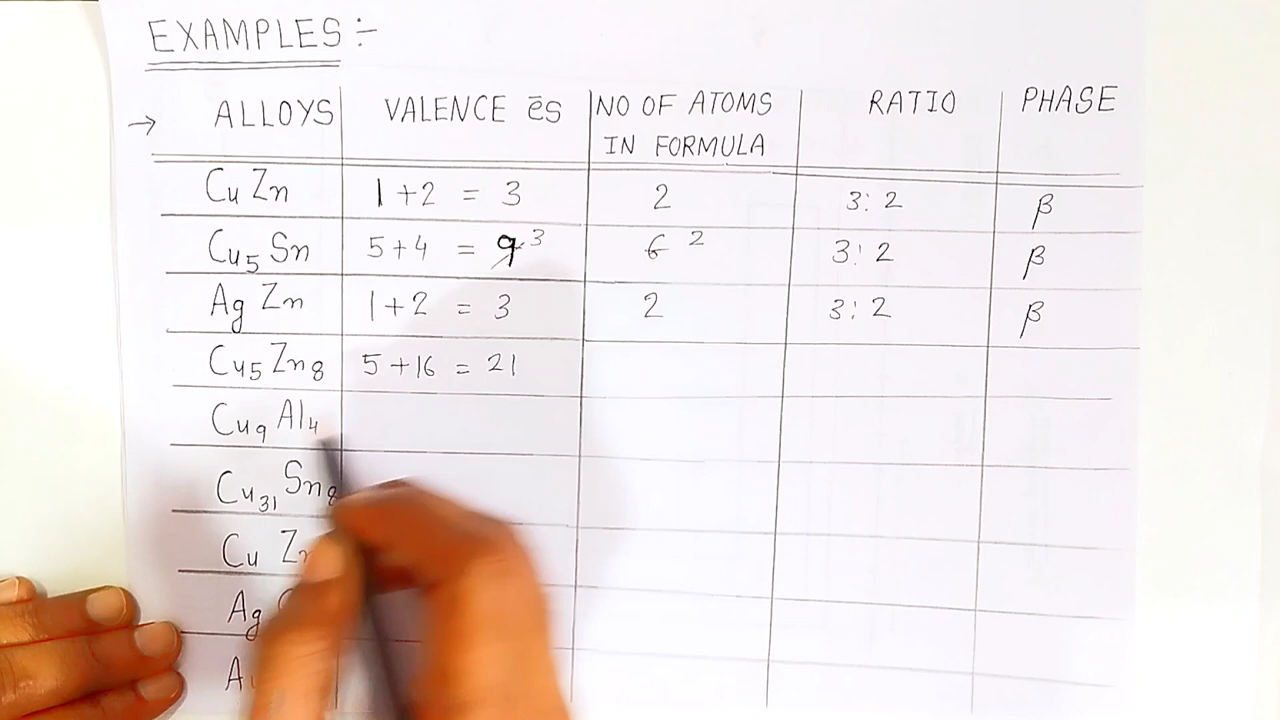 EXAMPLES :-
→ ALLOYS VALENCE ēs NO OF ATOMS IN FORMULA RATIO PHASE
Cu Zn 1+2 = 3 2 3:2 β
Cu5 Sn 5+4 = 9 3 6 2 3:2 β
Ag Zn 1+2 = 3 2 3:2 β
Cu5 Zn8 5+16 = 21
Cu9 Al4
Cu31 Sn8
Cu
Ag